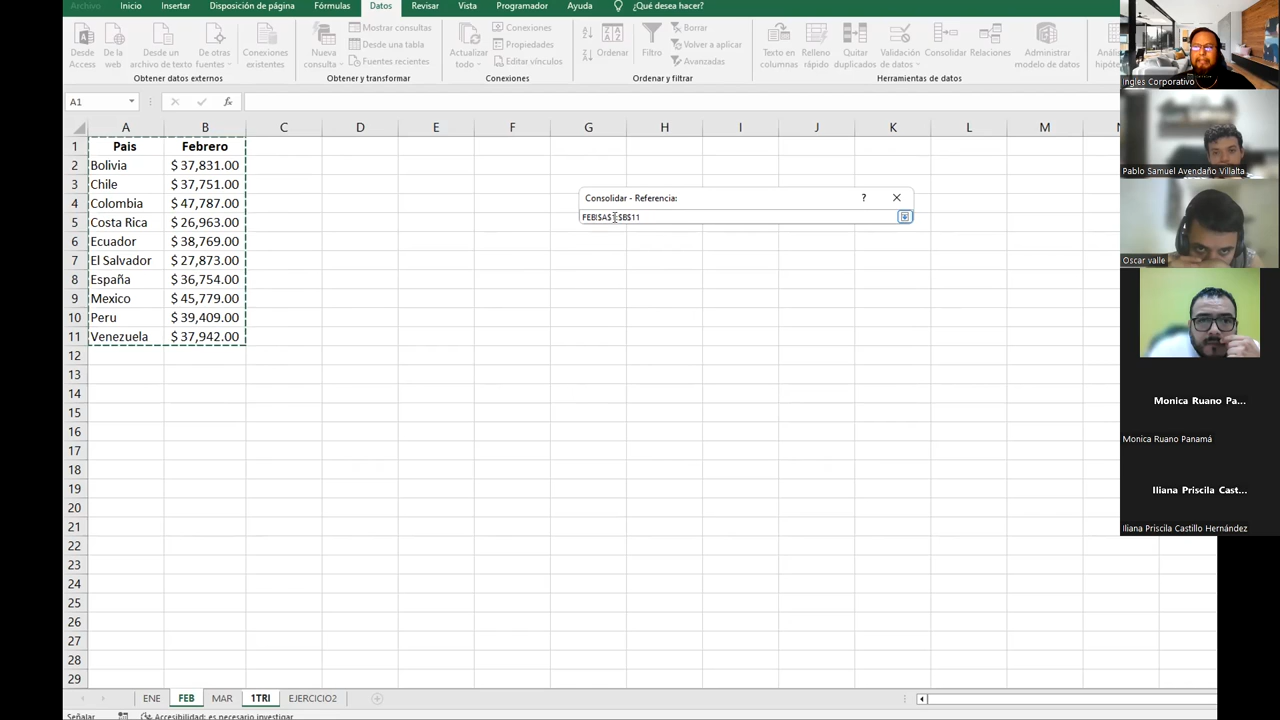 Archivo Inicio Insertar Disposición de página Fórmulas Datos Revisar Vista Programador Ayuda ¿Qué desea hacer?
Desde Access
De la web
Desde un archivo de texto
De otras fuentes
Conexiones existentes
Obtener datos externos
Nueva consulta
Mostrar consultas
Desde una tabla
Fuentes recientes
Obtener y transformar
Actualizar todo
Conexiones
Propiedades
Editar vínculos
Conexiones
Ordenar
Filtro
Borrar
Volver a aplicar
Avanzadas
Ordenar y filtrar
Texto en columnas
Relleno rápido
Quitar duplicados
Validación de datos
Consolidar
Relaciones
Administrar modelo de datos
Herramientas de datos
A1
fx
A B C D E F G H I J K L M
1 Pais Febrero
2 Bolivia $ 37,831.00
3 Chile $ 37,751.00
4 Colombia $ 47,787.00
5 Costa Rica $ 26,963.00
6 Ecuador $ 38,769.00
7 El Salvador $ 27,873.00
8 España $ 36,754.00
9 Mexico $ 45,779.00
10 Peru $ 39,409.00
11 Venezuela $ 37,942.00
12
13
14
15
16
17
18
19
20
21
22
23
24
25
26
27
28
29
Consolidar - Referencia: ?
ENE FEB MAR 1TRI EJERCICIO2
Señalar Accesibilidad: es necesario investigar
Ingles Corporativo
Pablo Samuel Avendaño Villalta
Oscar valle
Monica Ruano Pa...
Monica Ruano Panamá
Iliana Priscila Cast...
Iliana Priscila Castillo Hernández